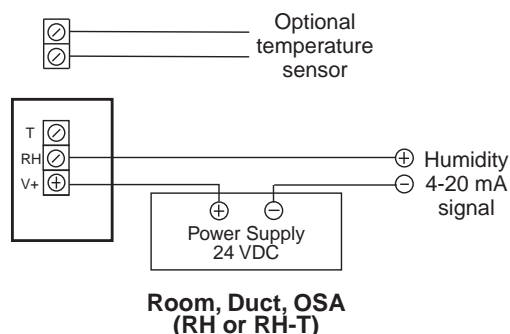 Optional
temperature
sensor
T
RH
V+
+ Humidity
− 4-20 mA
signal
+ −
Power Supply
24 VDC
Room, Duct, OSA
(RH or RH-T)